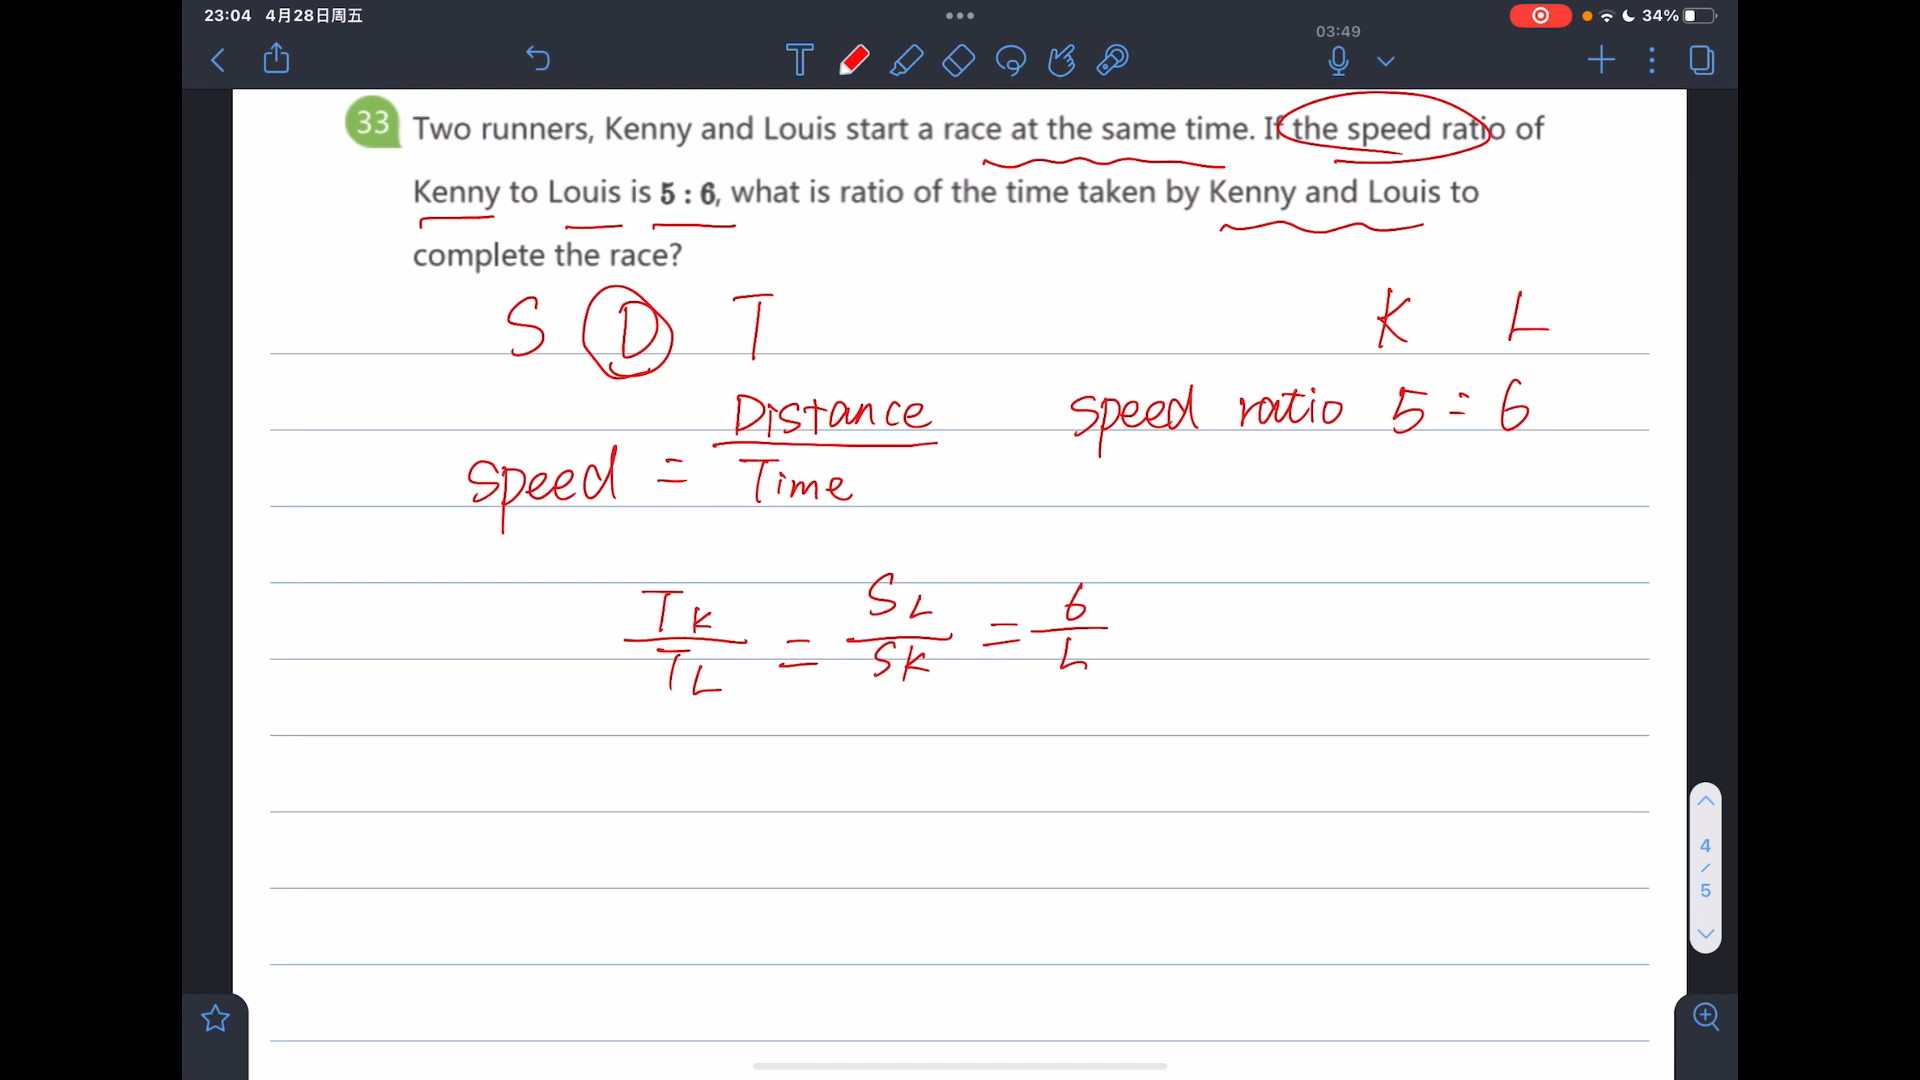 23:04 4月28日周五
34%
03:49
33 Two runners, Kenny and Louis start a race at the same time. If the speed ratio of
Kenny to Louis is 5 : 6, what is ratio of the time taken by Kenny and Louis to
complete the race?
S D T
K L
speed ratio 5 : 6
speed = Distance / Time
TK / TL = SL / SK = 6 / L
4 / 5